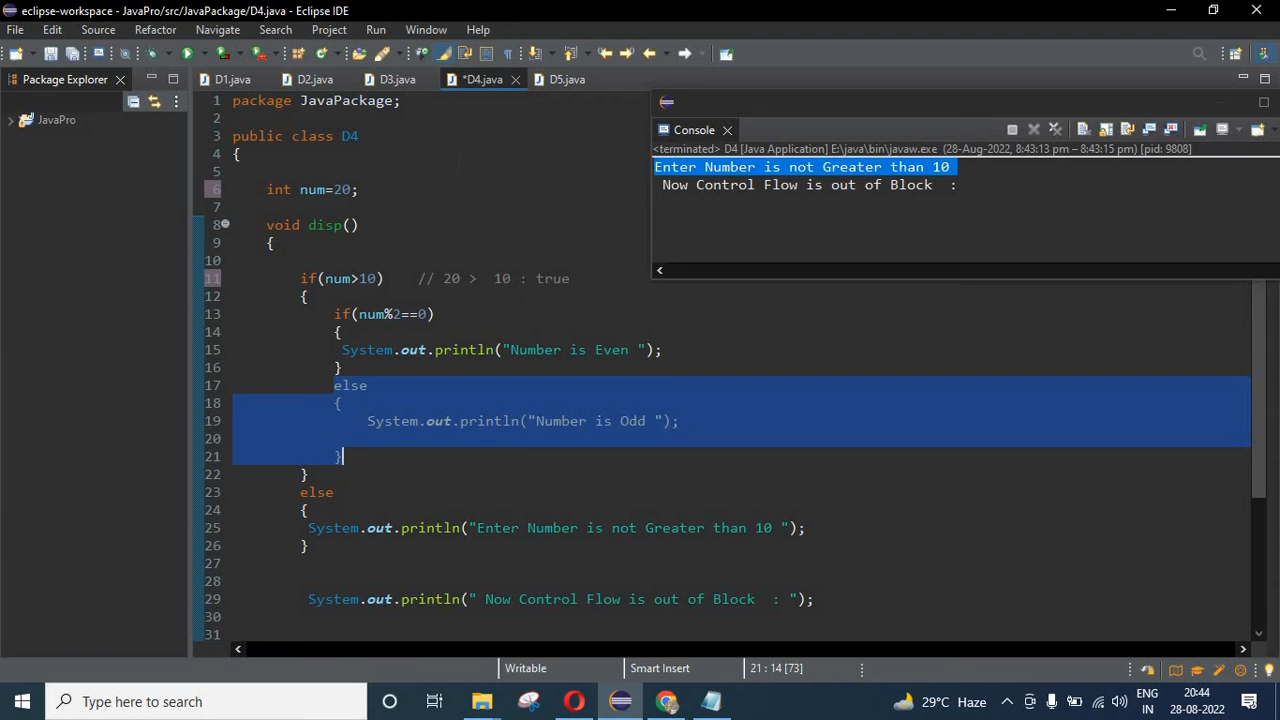 eclipse-workspace - JavaPro/src/JavaPackage/D4.java - Eclipse IDE
File Edit Source Refactor Navigate Search Project Run Window Help
Package Explorer
JavaPro
D1.java D2.java D3.java *D4.java D5.java
1 package JavaPackage;
2
3 public class D4
4 {
5
6 int num=20;
7
8 void disp()
9 {
10
11 if(num>10) // 20 > 10 : true
12 {
13 if(num%2==0)
14 {
15 System.out.println("Number is Even ");
16 }
17 else
18 {
19 System.out.println("Number is Odd ");
20
21 }
22 }
23 else
24 {
25 System.out.println("Enter Number is not Greater than 10 ");
26 }
27
28
29 System.out.println(" Now Control Flow is out of Block : ");
30
31
Console
<terminated> D4 [Java Application] E:\java\bin\javaw.exe (28-Aug-2022, 8:43:13 pm – 8:43:15 pm) [pid: 9808]
Enter Number is not Greater than 10
Now Control Flow is out of Block :
Writable Smart Insert 21 : 14 [73]
Type here to search
29°C Haze
ENG
IN
20:44
28-08-2022